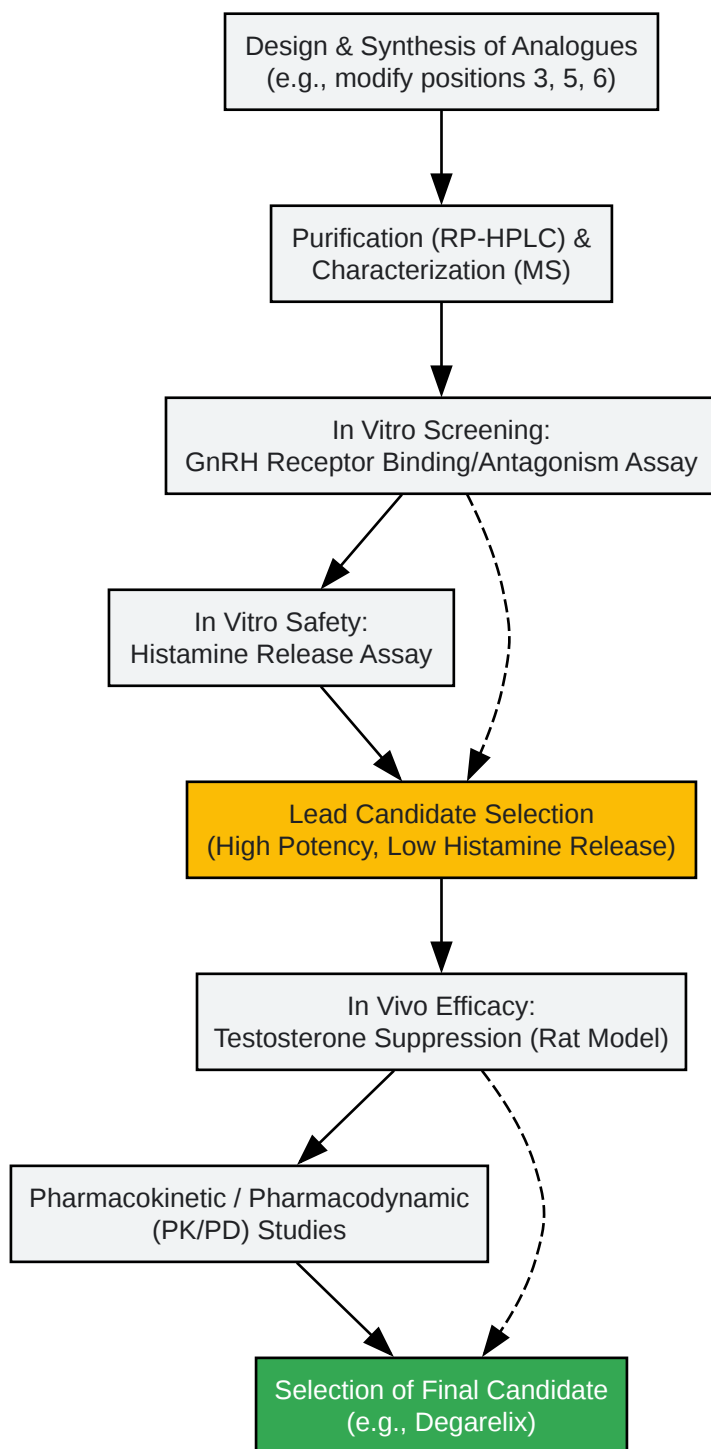 Design & Synthesis of Analogues
(e.g., modify positions 3, 5, 6)
Purification (RP-HPLC) &
Characterization (MS)
In Vitro Screening:
GnRH Receptor Binding/Antagonism Assay
In Vitro Safety:
Histamine Release Assay
Lead Candidate Selection
(High Potency, Low Histamine Release)
In Vivo Efficacy:
Testosterone Suppression (Rat Model)
Pharmacokinetic / Pharmacodynamic
(PK/PD) Studies
Selection of Final Candidate
(e.g., Degarelix)